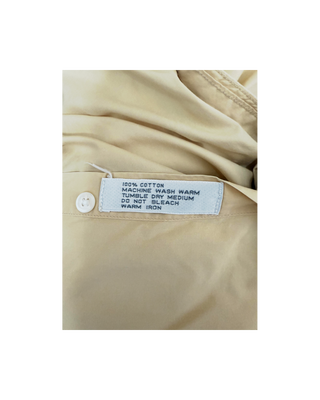 100% COTTON
MACHINE WASH WARM
TUMBLE DRY MEDIUM
DO NOT BLEACH
WARM IRON